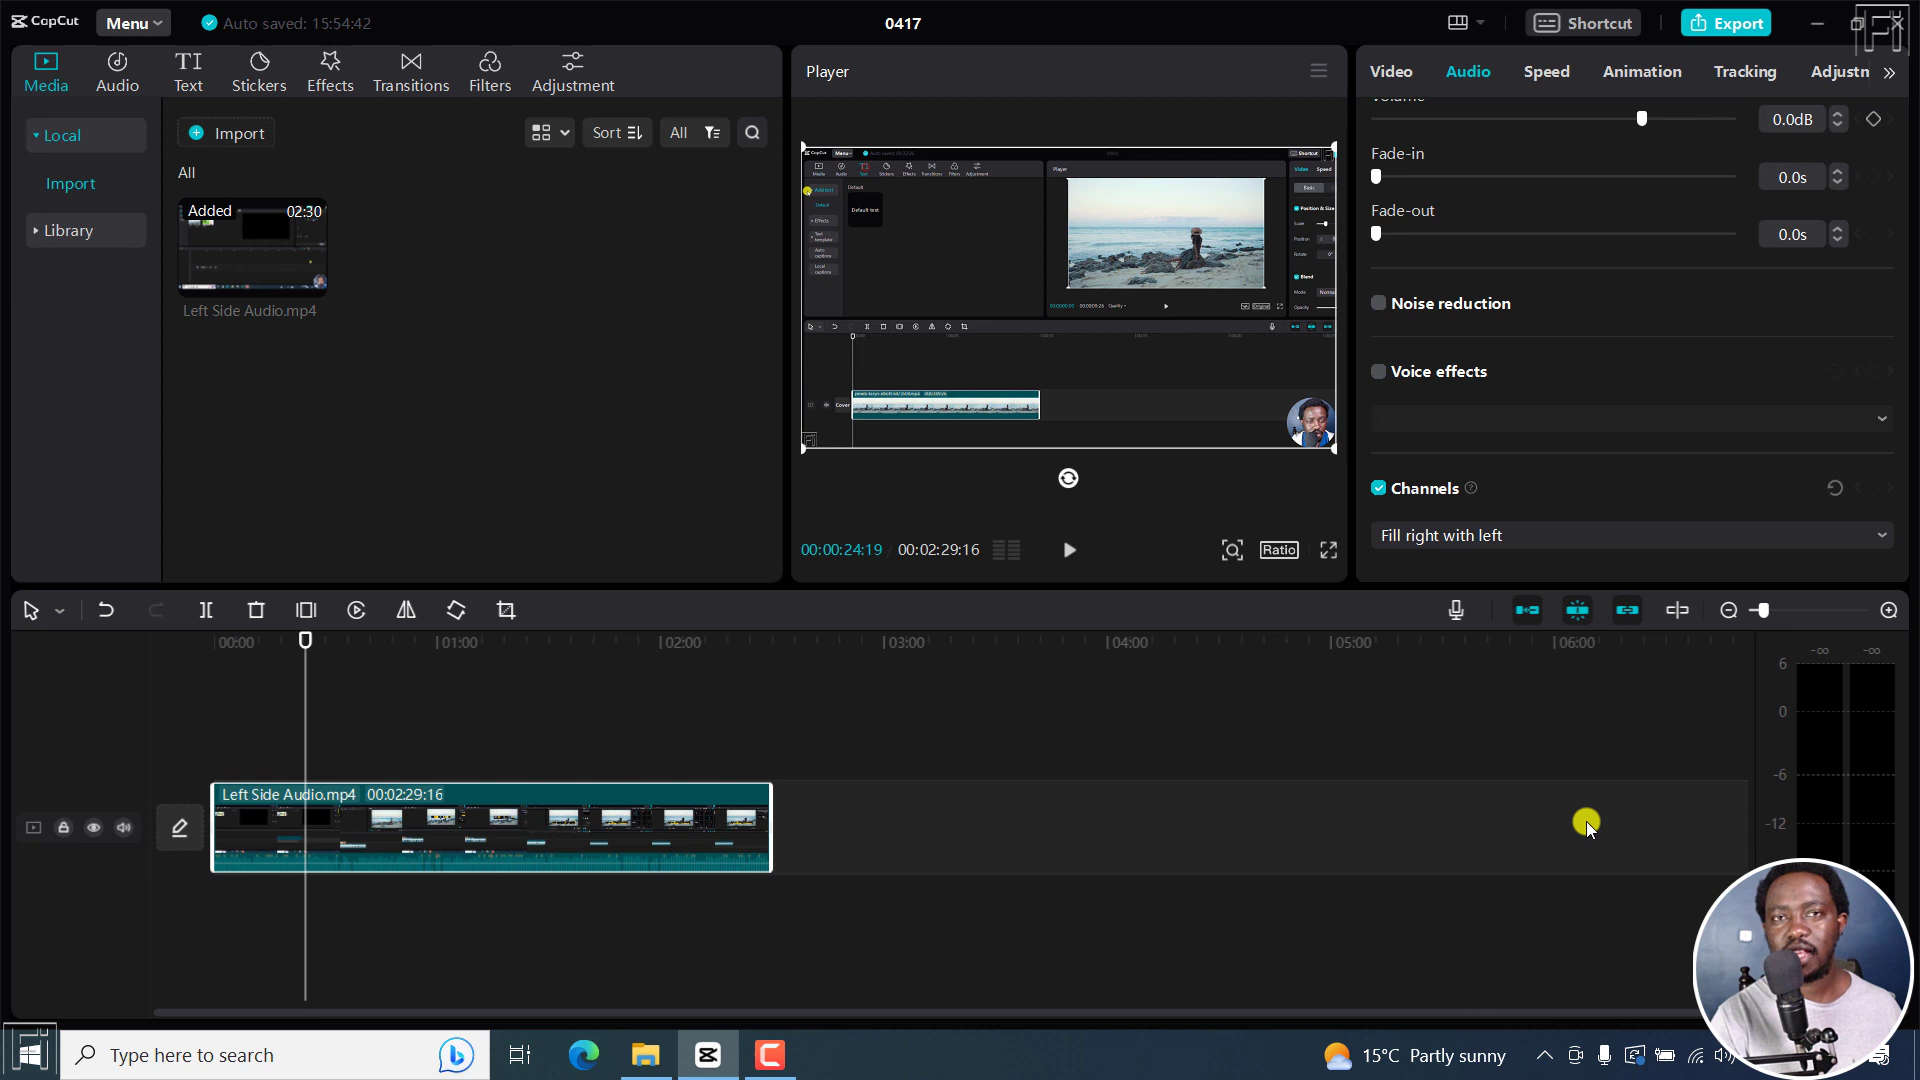 CapCut Menu Auto saved: 15:54:42 0417 Shortcut Export
Media Audio Text Stickers Effects Transitions Filters Adjustment
Local
Import
Library
Import Sort All
All
Added 02:30
Left Side Audio.mp4
Player
00:00:24:19 00:02:29:16 Ratio
Video Audio Speed Animation Tracking Adjustn
Volume 0.0dB
Fade-in
0.0s
Fade-out
0.0s
Noise reduction
Voice effects
Channels
Fill right with left
00:00 01:00 02:00 03:00 04:00 05:00 06:00
-∞ -∞
6
0
-6
-12
Left Side Audio.mp4 00:02:29:16
Type here to search
15°C Partly sunny